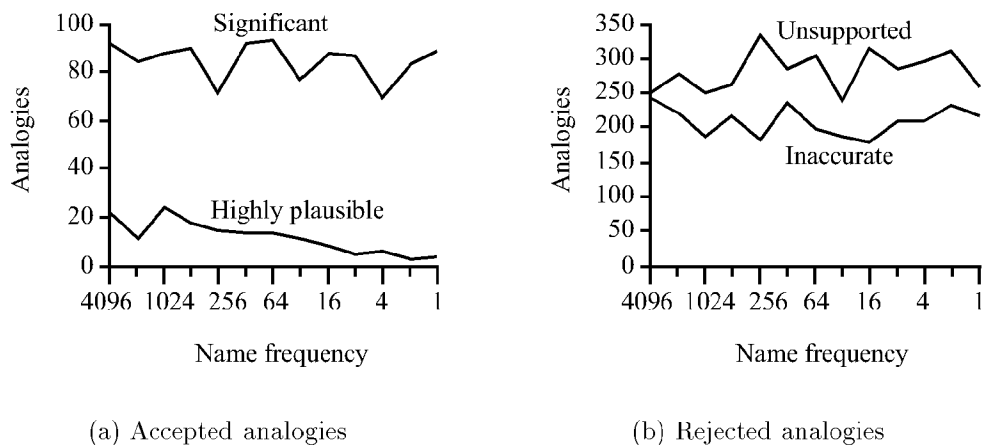 100
80
60
40
20
0
Analogies
Significant
Highly plausible
4096 1024 256 64 16 4 1
Name frequency
(a) Accepted analogies
350
300
250
200
150
100
50
0
Analogies
Unsupported
Inaccurate
4096 1024 256 64 16 4 1
Name frequency
(b) Rejected analogies